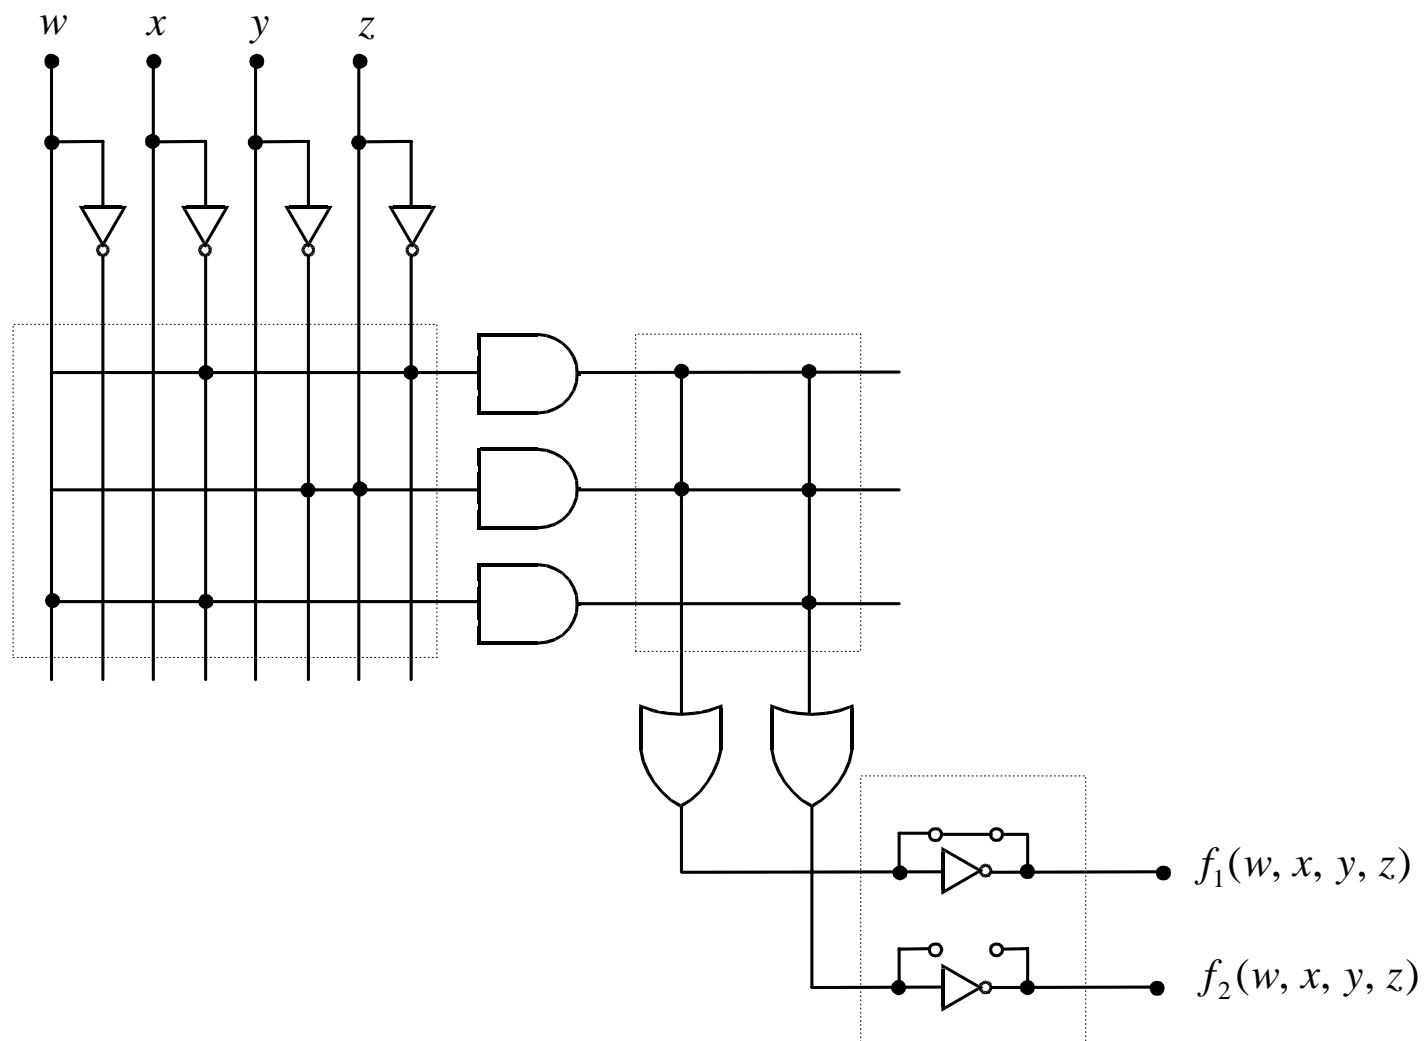 w x y z
f₁(w, x, y, z)
f₂(w, x, y, z)